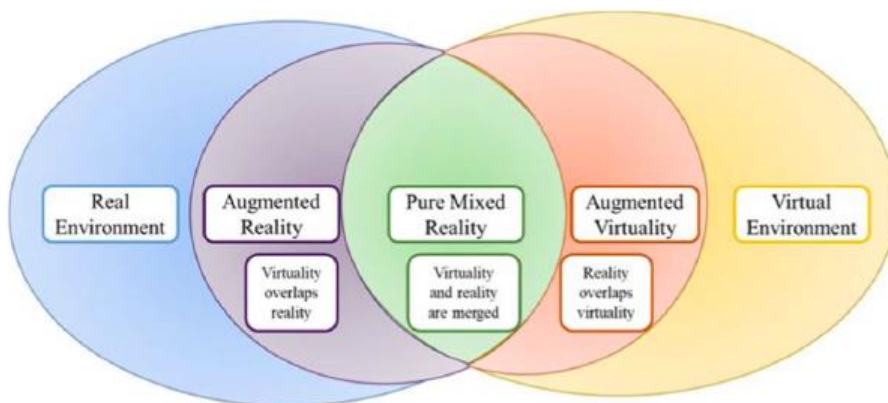 Real
Environment
Augmented
Reality
Pure Mixed
Reality
Augmented
Virtuality
Virtual
Environment
Virtuality
overlaps
reality
Virtuality
and reality
are merged
Reality
overlaps
virtuality